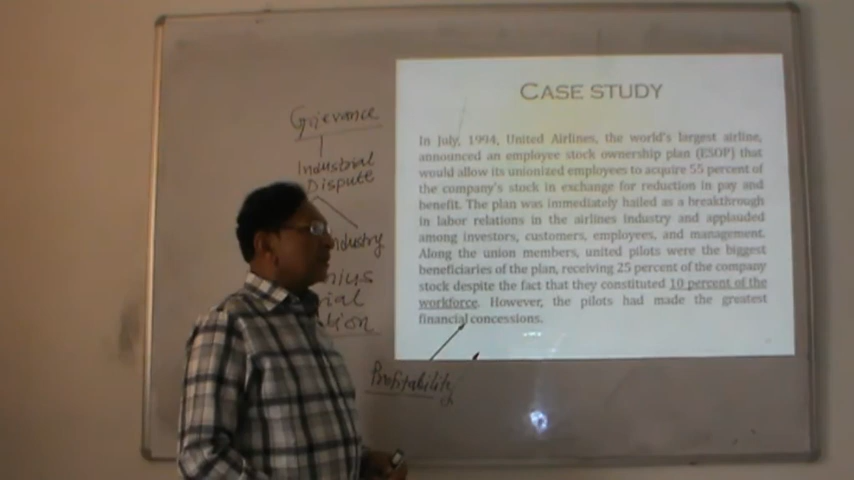 Grievance
Industrial
Dispute
Industry
CASE STUDY
In July, 1994, United Airlines, the world's largest airline,
announced an employee stock ownership plan (ESOP) that
would allow its unionized employees to acquire 55 percent of
the company's stock in exchange for reduction in pay and
benefit. The plan was immediately hailed as a breakthrough
in labor relations in the airlines industry and applauded
among investors, customers, employees, and management.
Along the union members, united pilots were the biggest
beneficiaries of the plan, receiving 25 percent of the company
stock despite the fact that they constituted 10 percent of the
workforce. However, the pilots had made the greatest
financial concessions.
Profitability